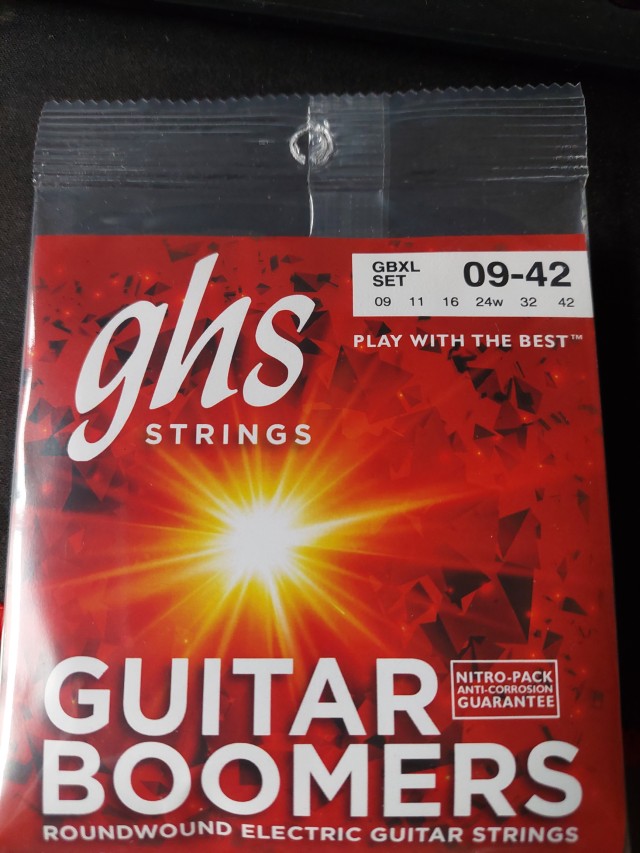 GBXL
SET
09-42
09 11 16 24w 32 42
PLAY WITH THE BEST™
ghs
STRINGS
NITRO-PACK
ANTI-CORROSION
GUARANTEE
GUITAR
BOOMERS
ROUNDWOUND ELECTRIC GUITAR STRINGS